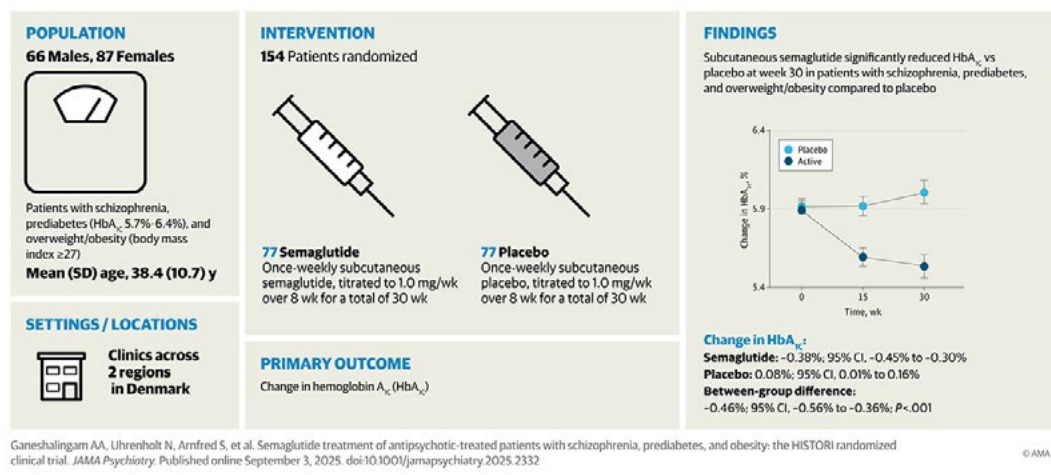 POPULATION
66 Males, 87 Females
Patients with schizophrenia,
prediabetes (HbA1C 5.7%-6.4%), and
overweight/obesity (body mass
index ≥27)
Mean (SD) age, 38.4 (10.7) y
SETTINGS / LOCATIONS
Clinics across
2 regions
in Denmark
INTERVENTION
154 Patients randomized
77 Semaglutide
Once-weekly subcutaneous
semaglutide, titrated to 1.0 mg/wk
over 8 wk for a total of 30 wk
77 Placebo
Once-weekly subcutaneous
placebo, titrated to 1.0 mg/wk
over 8 wk for a total of 30 wk
PRIMARY OUTCOME
Change in hemoglobin A1C (HbA1C)
FINDINGS
Subcutaneous semaglutide significantly reduced HbA1C vs
placebo at week 30 in patients with schizophrenia, prediabetes,
and overweight/obesity compared to placebo
6.4
5.9
5.4
Change in HbA1C, %
Placebo
Active
0
15
30
Time, wk
Change in HbA1C:
Semaglutide: –0.38%; 95% CI, –0.45% to –0.30%
Placebo: 0.08%; 95% CI, 0.01% to 0.16%
Between-group difference:
–0.46%; 95% CI, –0.56% to –0.36%; P<.001
Ganeshalingam AA, Uhrenholt N, Arnfred S, et al. Semaglutide treatment of antipsychotic-treated patients with schizophrenia, prediabetes, and obesity: the HISTORI randomized
clinical trial. JAMA Psychiatry. Published online September 3, 2025. doi:10.1001/jamapsychiatry.2025.2332
© AMA